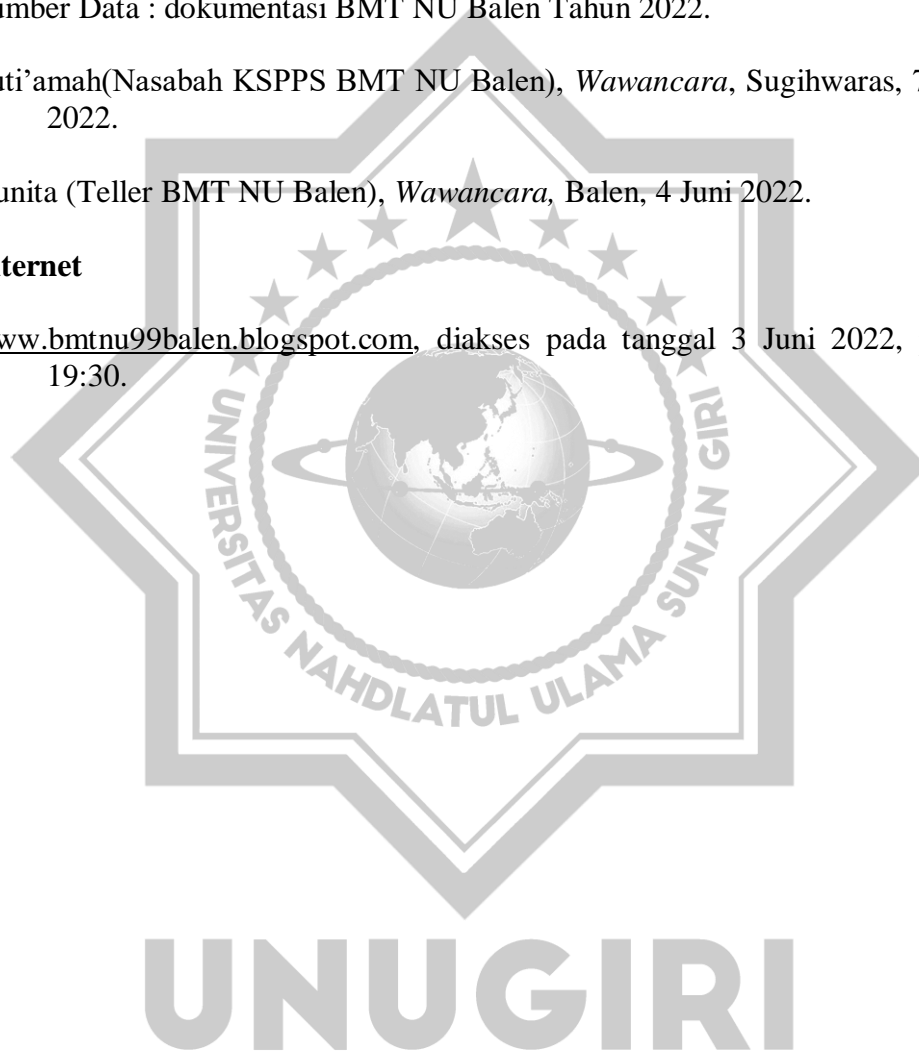 umber Data : dokumentasi BMT NU Balen Tahun 2022.
uti’amah(Nasabah KSPPS BMT NU Balen), Wawancara, Sugihwaras, 7
2022.
unita (Teller BMT NU Balen), Wawancara, Balen, 4 Juni 2022.
ternet
ww.bmtnu99balen.blogspot.com, diakses pada tanggal 3 Juni 2022,
19:30.
UNIVERSITAS NAHDLATUL ULAMA SUNAN GIRI
UNUGIRI